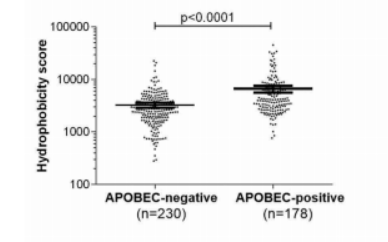 p<0.0001
100000
10000
1000
100
Hydrophobicity score
APOBEC-negative
(n=230)
APOBEC-positive
(n=178)